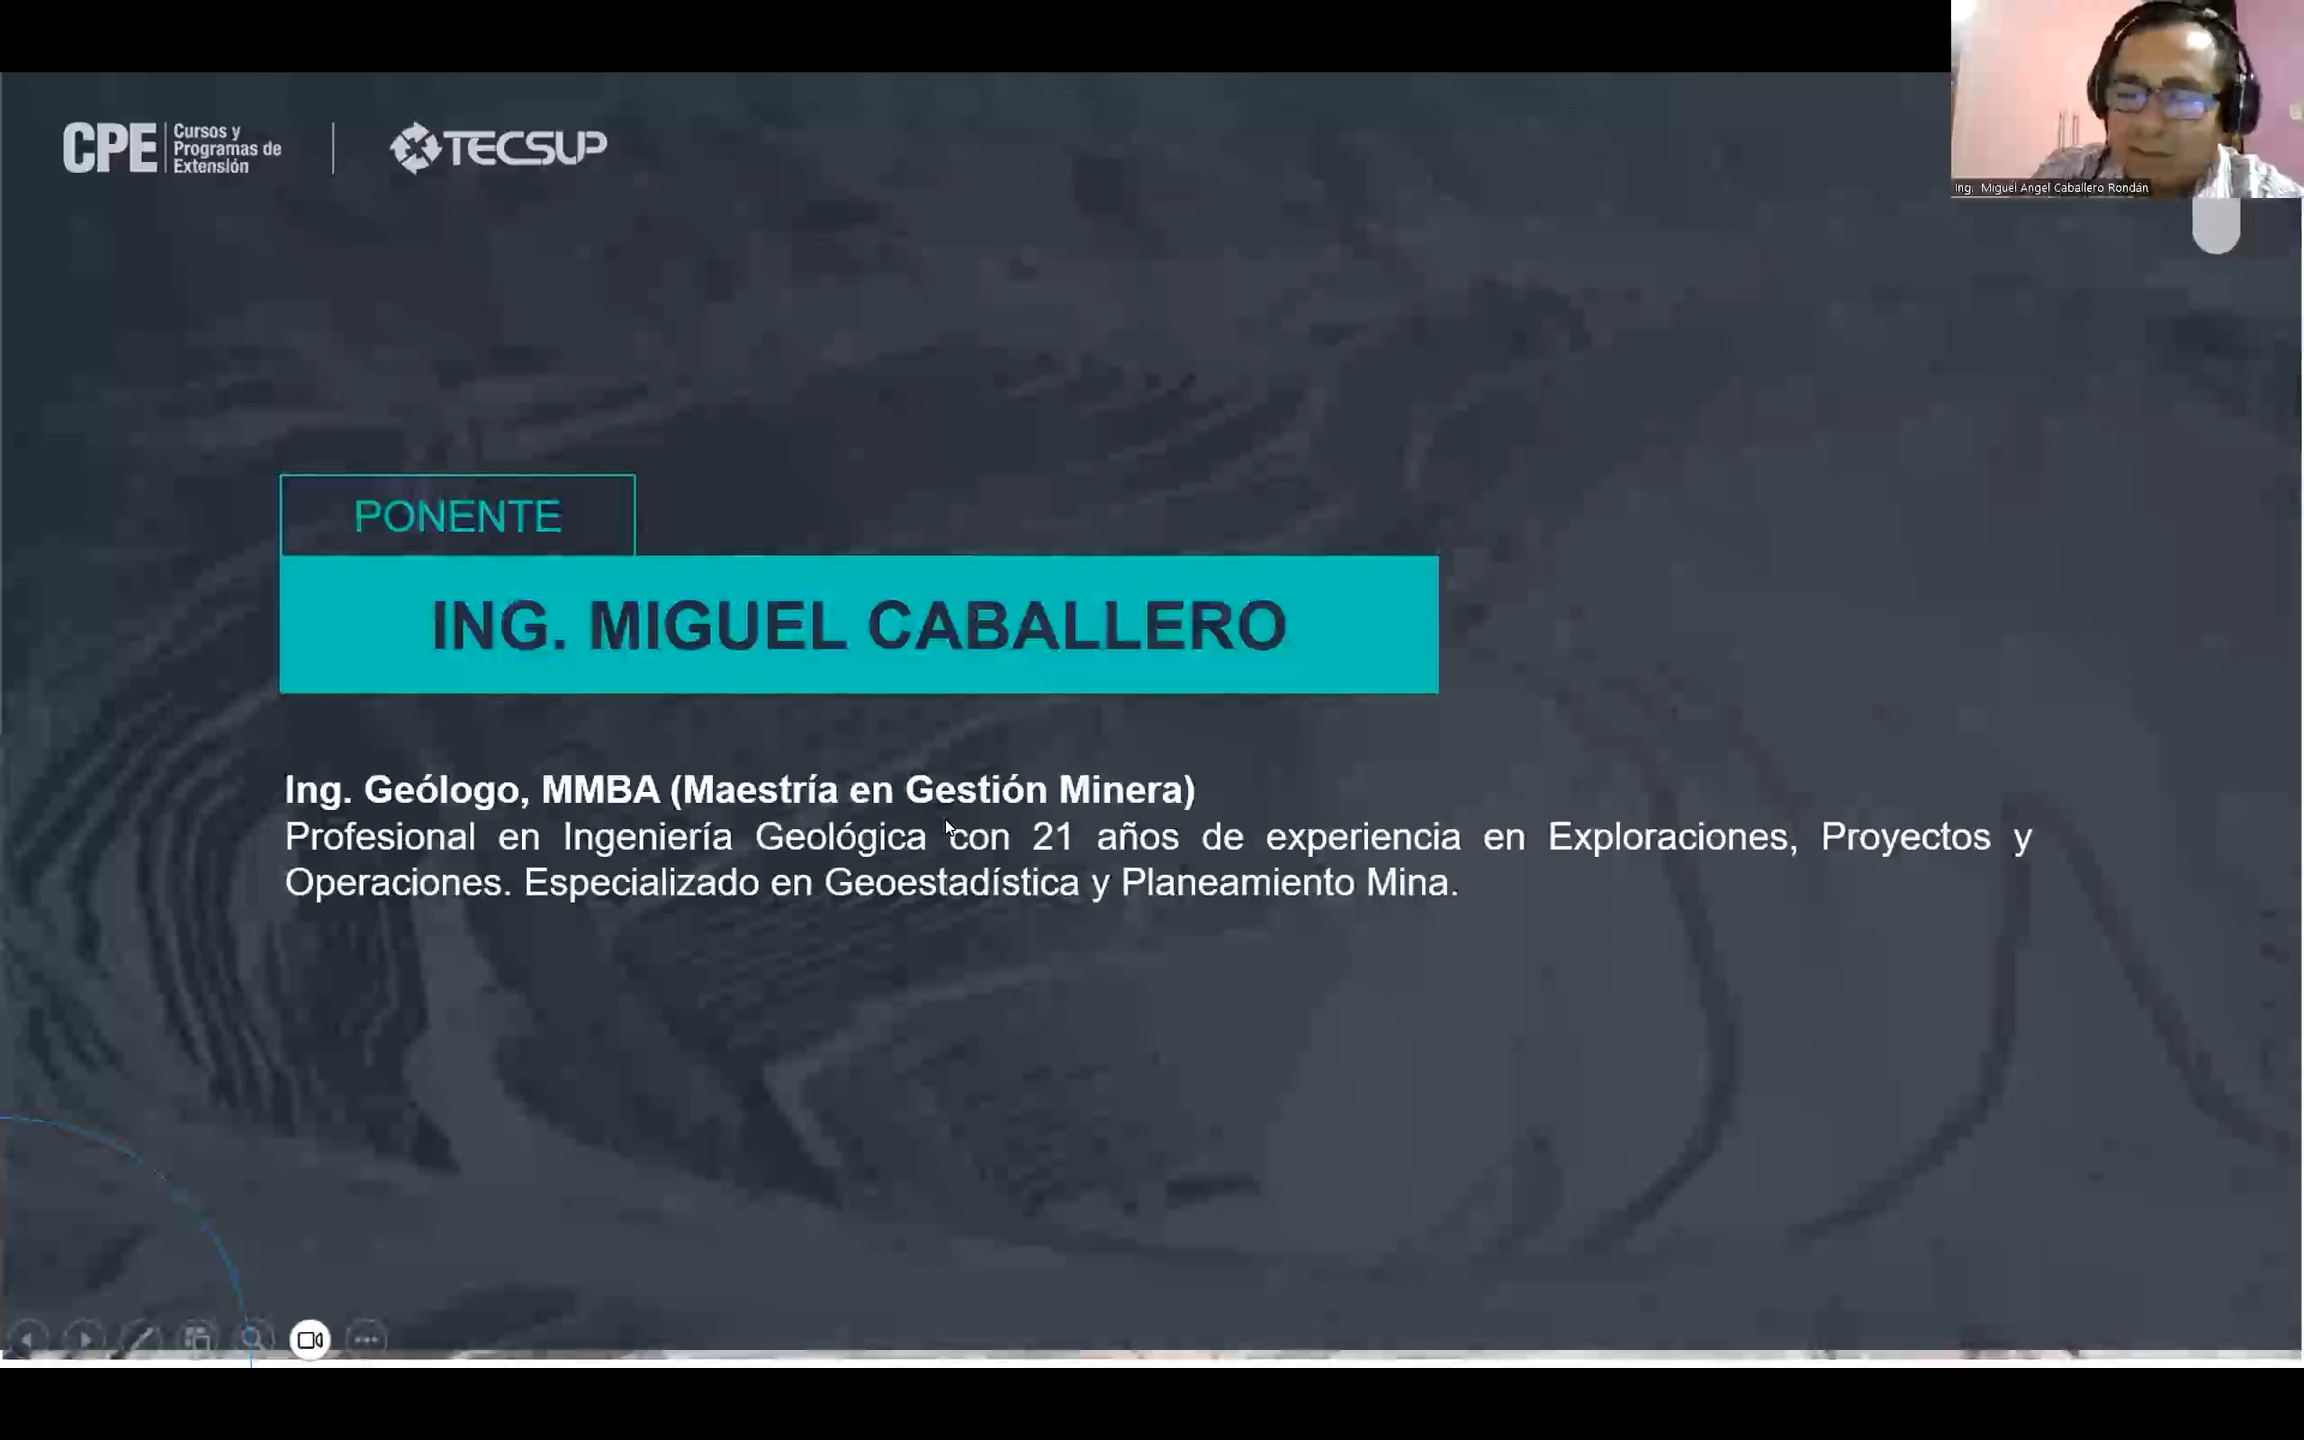 CPE
Cursos y
Programas de
Extensión
TECSUP
Ing. Miguel Angel Caballero Rondán
PONENTE
ING. MIGUEL CABALLERO
Ing. Geólogo, MMBA (Maestría en Gestión Minera)
Profesional en Ingeniería Geológica con 21 años de experiencia en Exploraciones, Proyectos y
Operaciones. Especializado en Geoestadística y Planeamiento Mina.